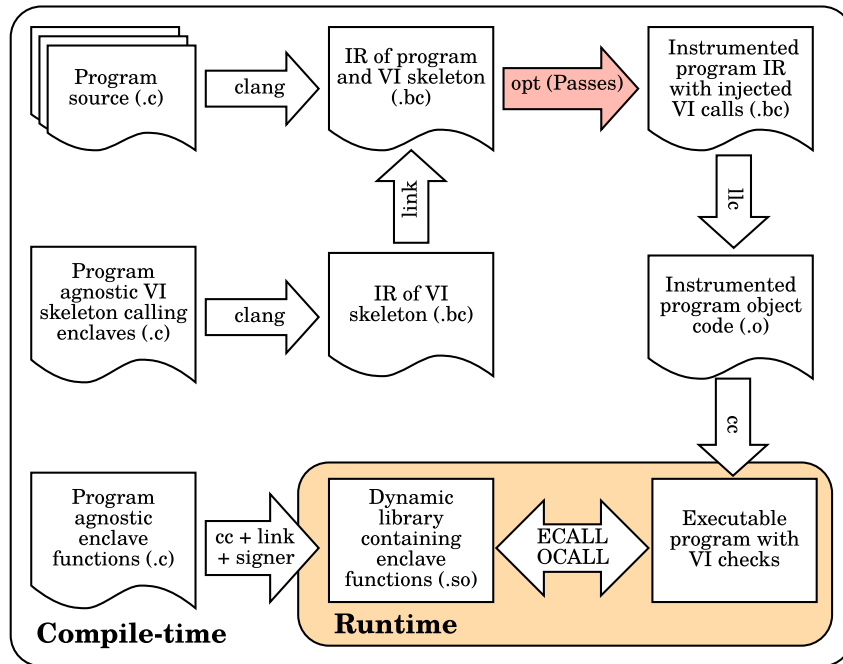 Program
source (.c)
clang
IR of program
and VI skeleton
(.bc)
opt (Passes)
Instrumented
program IR
with injected
VI calls (.bc)
link
llc
Program
agnostic VI
skeleton calling
enclaves (.c)
clang
IR of VI
skeleton (.bc)
Instrumented
program object
code (.o)
cc
Program
agnostic
enclave
functions (.c)
cc + link
+ signer
Dynamic
library
containing
enclave
functions (.so)
ECALL
OCALL
Executable
program with
VI checks
Compile-time
Runtime